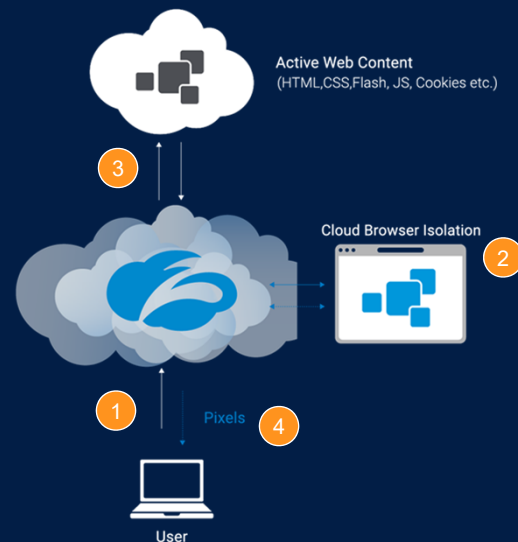 Active Web Content
(HTML,CSS,Flash, JS, Cookies etc.)
3
Cloud Browser Isolation
2
1
Pixels
4
User